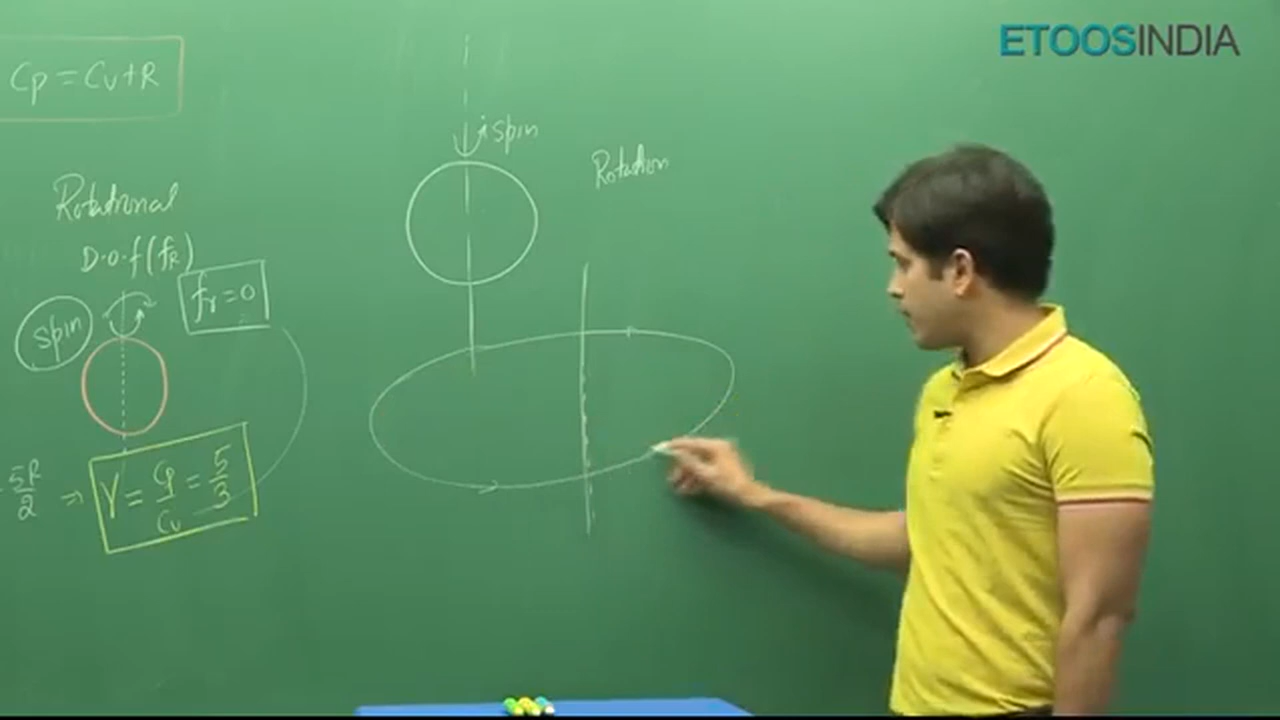 ETOOSINDIA
Cp = Cv + R
spin
Rotation
Rotational
D.o.f (fR)
fr = 0
spin
5R/2 ⇒ γ = Cp/Cv = 5/3